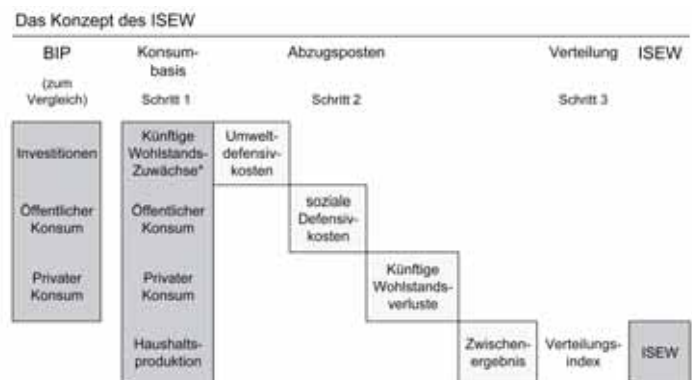 Das Konzept des ISEW
BIP
(zum
Vergleich)
Konsum-
basis
Schritt 1
Abzugsposten
Schritt 2
Verteilung
Schritt 3
ISEW
Investitionen
Künftige
Wohlstands-
Zuwächse*
Umwelt-
defensiv-
kosten
Öffentlicher
Konsum
Öffentlicher
Konsum
soziale
Defensiv-
kosten
Privater
Konsum
Privater
Konsum
Künftige
Wohlstands-
verluste
Haushalts-
produktion
Zwischen-
ergebnis
Verteilungs-
index
ISEW